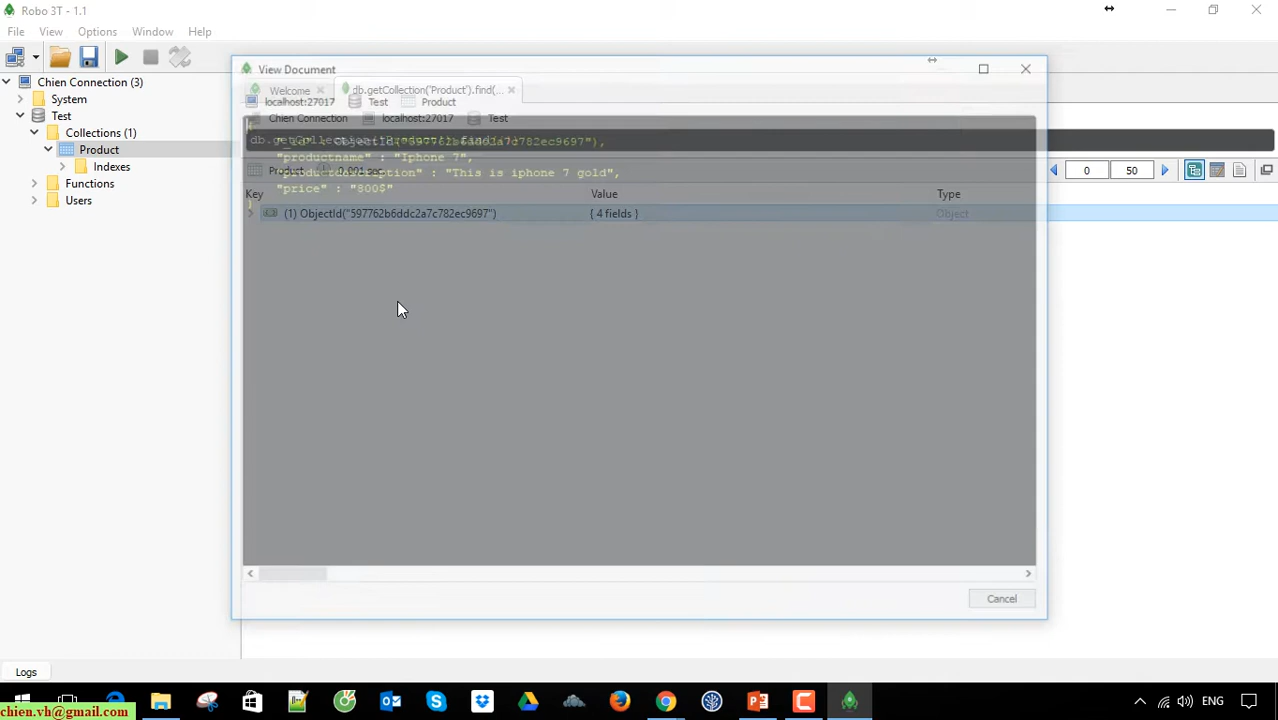 Robo 3T - 1.1
File View Options Window Help
Chien Connection (3)
System
Test
Collections (1)
Product
Indexes
Functions
Users
View Document
Welcome
db.getCollection('Product').find(...
localhost:27017 Test Product
Chien Connection localhost:27017 Test
"_id" : ObjectId("597762b6ddc2a7c782ec9697"),
"productname" : "Iphone 7",
"productdescription" : "This is iphone 7 gold",
"price" : "800$"
Product
0 50
Key Value Type
(1) ObjectId("597762b6ddc2a7c782ec9697") { 4 fields } Object
Cancel
Logs
ENG
chien.vh@gmail.com